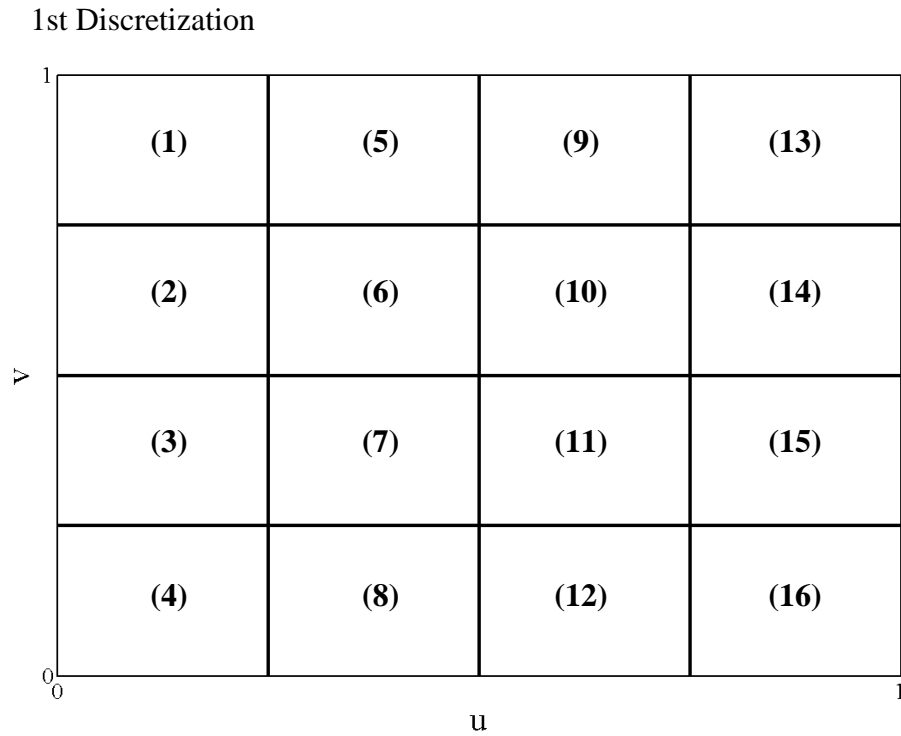 1st Discretization
1
(1) (5) (9) (13)
(2) (6) (10) (14)
v
(3) (7) (11) (15)
(4) (8) (12) (16)
0
0 1
u